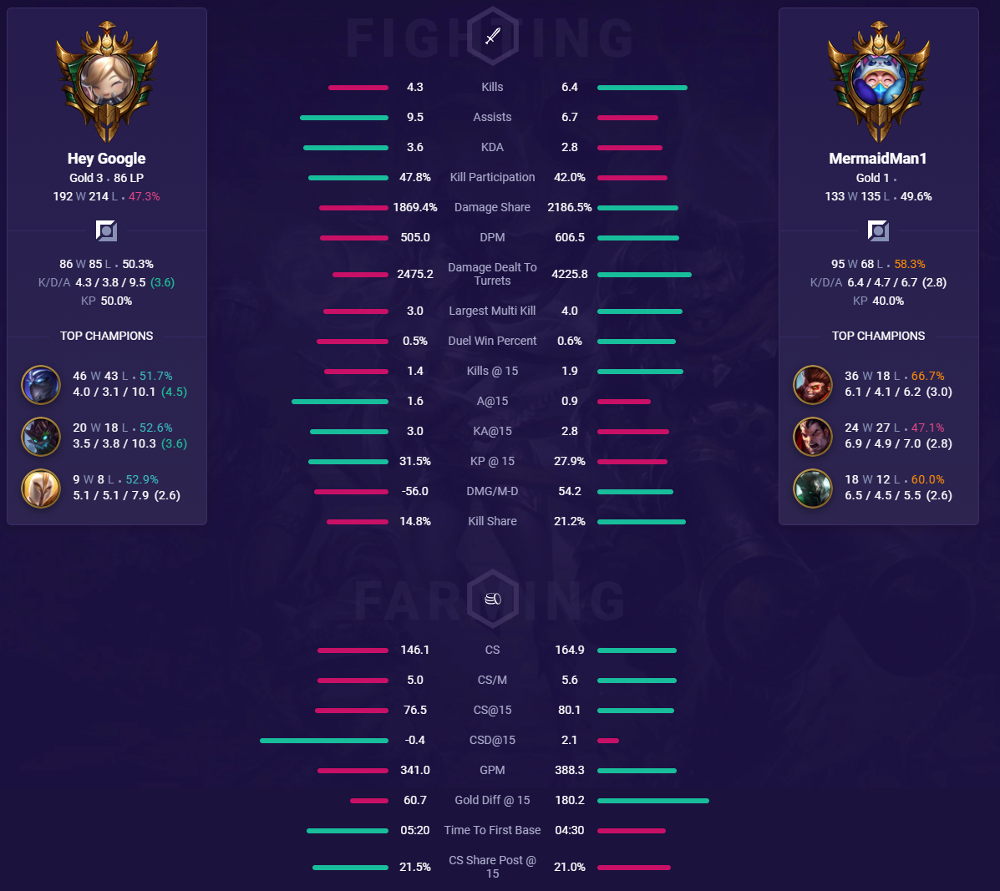 Hey Google
Gold 3 • 86 LP
192 W 214 L • 47.3%
86 W 85 L • 50.3%
K/D/A 4.3 / 3.8 / 9.5 (3.6)
KP 50.0%
TOP CHAMPIONS
46 W 43 L • 51.7%
4.0 / 3.1 / 10.1 (4.5)
20 W 18 L • 52.6%
3.5 / 3.8 / 10.3 (3.6)
9 W 8 L • 52.9%
5.1 / 5.1 / 7.9 (2.6)
FIGHTING
4.3 Kills 6.4
9.5 Assists 6.7
3.6 KDA 2.8
47.8% Kill Participation 42.0%
1869.4% Damage Share 2186.5%
505.0 DPM 606.5
2475.2 Damage Dealt To 4225.8
Turrets
3.0 Largest Multi Kill 4.0
0.5% Duel Win Percent 0.6%
1.4 Kills @ 15 1.9
1.6 A@15 0.9
3.0 KA@15 2.8
31.5% KP @ 15 27.9%
-56.0 DMG/M-D 54.2
14.8% Kill Share 21.2%
FARMING
146.1 CS 164.9
5.0 CS/M 5.6
76.5 CS@15 80.1
-0.4 CSD@15 2.1
341.0 GPM 388.3
60.7 Gold Diff @ 15 180.2
05:20 Time To First Base 04:30
21.5% CS Share Post @ 21.0%
15
MermaidMan1
Gold 1 •
133 W 135 L • 49.6%
95 W 68 L • 58.3%
K/D/A 6.4 / 4.7 / 6.7 (2.8)
KP 40.0%
TOP CHAMPIONS
36 W 18 L • 66.7%
6.1 / 4.1 / 6.2 (3.0)
24 W 27 L • 47.1%
6.9 / 4.9 / 7.0 (2.8)
18 W 12 L • 60.0%
6.5 / 4.5 / 5.5 (2.6)